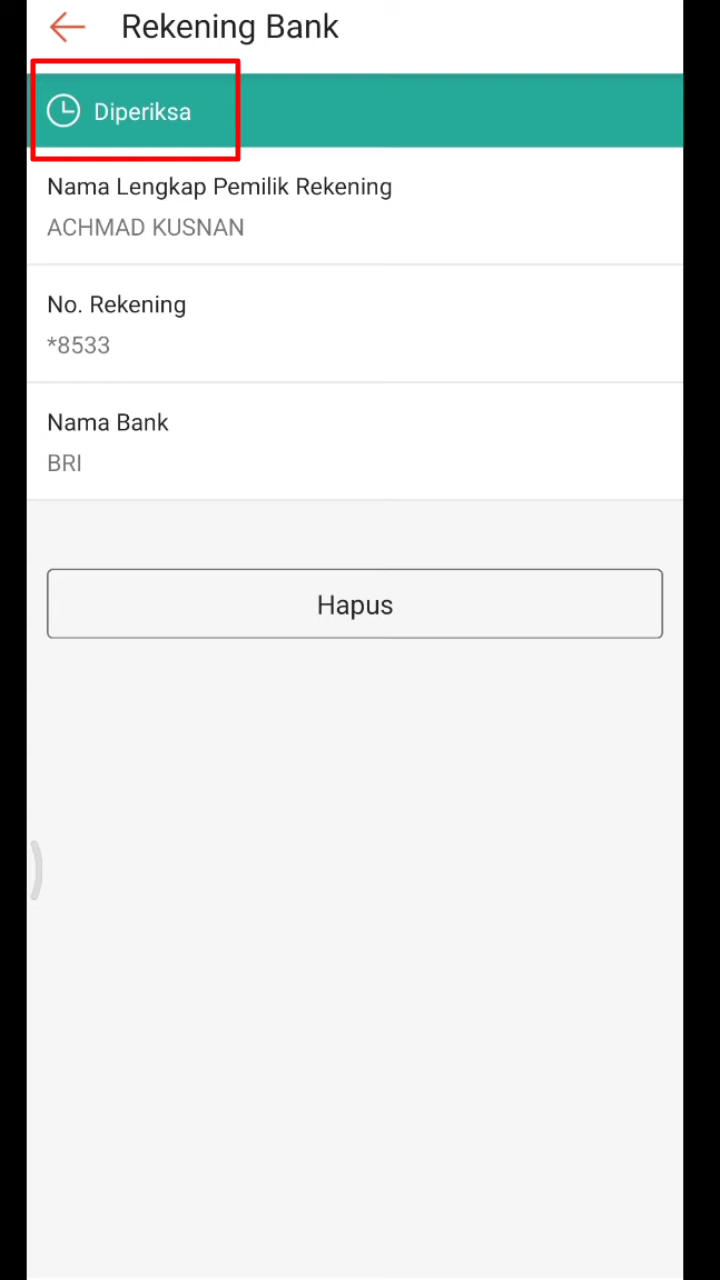 Rekening Bank
Diperiksa
Nama Lengkap Pemilik Rekening
ACHMAD KUSNAN
No. Rekening
*8533
Nama Bank
BRI
Hapus